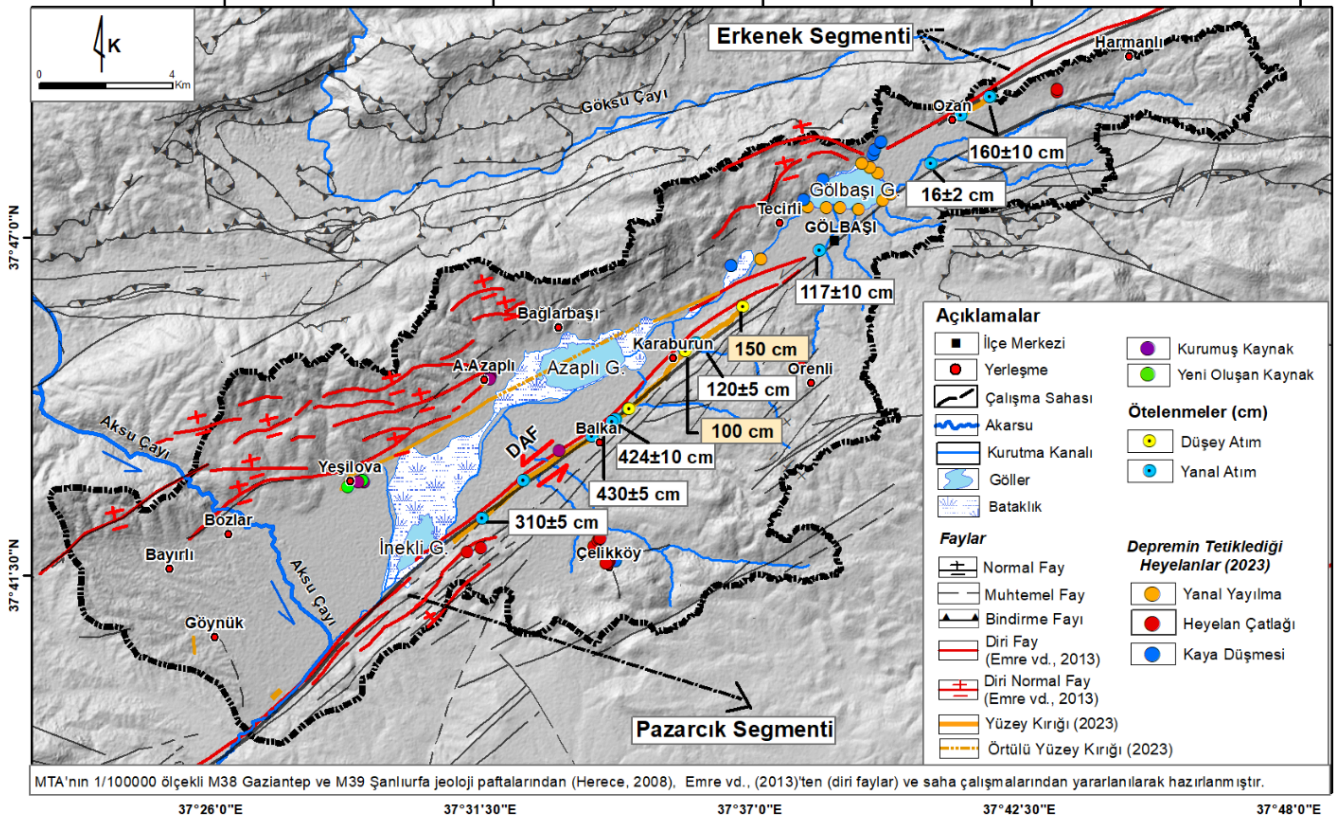 K
0
4
Km
Erkenek Segmenti
Harmanlı
Göksu Çayı
Ozan
160±10 cm
Gölbaşı G.
16±2 cm
Tecirli
GÖLBAŞI
117±10 cm
Bağlarbaşı
Karaburun
150 cm
A.Azaplı
Azaplı G.
Örenli
120±5 cm
100 cm
Aksu Çayı
DAF
Balkar
424±10 cm
Yeşilova
430±5 cm
310±5 cm
Bozlar
İnekli G.
Çelikköy
Bayırlı
Aksu Çayı
Göynük
Pazarcık Segmenti
Açıklamalar
İlçe Merkezi
Yerleşme
Çalışma Sahası
Akarsu
Kurutma Kanalı
Göller
Bataklık
Faylar
Normal Fay
Muhtemel Fay
Bindirme Fayı
Diri Fay
(Emre vd., 2013)
Diri Normal Fay
(Emre vd., 2013)
Yüzey Kırığı (2023)
Örtülü Yüzey Kırığı (2023)
Kurumuş Kaynak
Yeni Oluşan Kaynak
Ötelenmeler (cm)
Düşey Atım
Yanal Atım
Depremin Tetiklediği
Heyelanlar (2023)
Yanal Yayılma
Heyelan Çatlağı
Kaya Düşmesi
MTA'nın 1/100000 ölçekli M38 Gaziantep ve M39 Şanlıurfa jeoloji paftalarından (Herece, 2008), Emre vd., (2013)'ten (diri faylar) ve saha çalışmalarından yararlanılarak hazırlanmıştır.
37°47'0"N
37°41'30"N
37°26'0"E
37°31'30"E
37°37'0"E
37°42'30"E
37°48'0"E